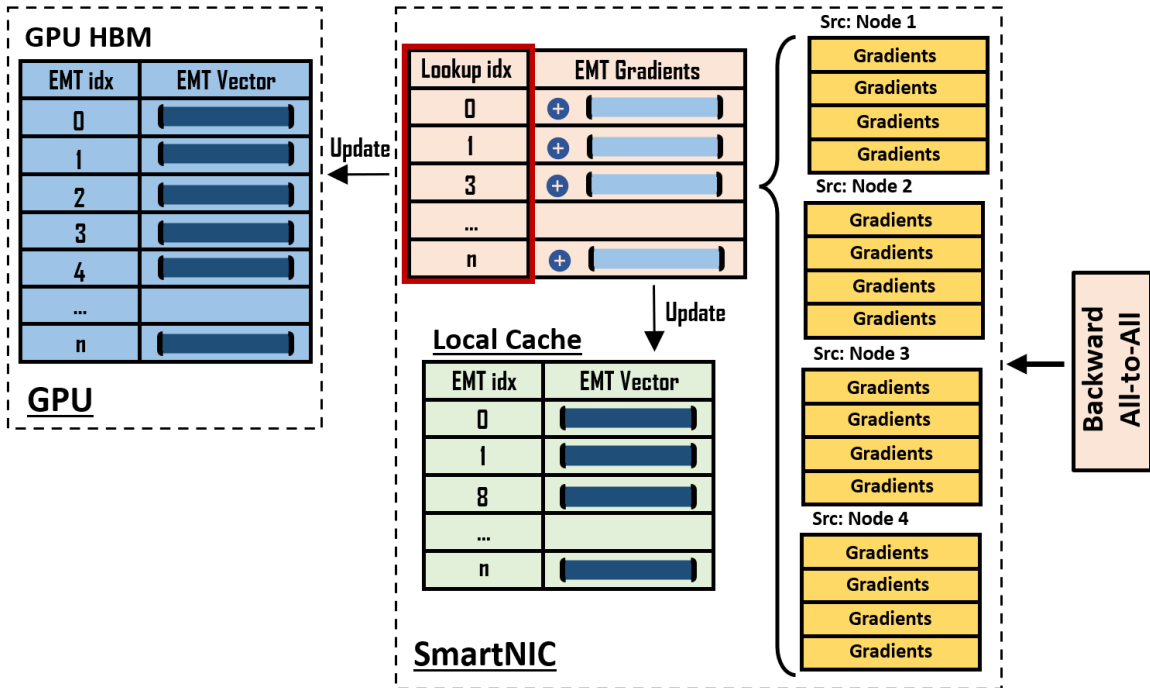 GPU HBM
EMT idx EMT Vector
0
1
2
3
4
...
n
GPU
Update
Lookup idx EMT Gradients
0 +
1 +
3 +
...
n +
Update
Local Cache
EMT idx EMT Vector
0
1
8
...
n
SmartNIC
Src: Node 1
Gradients
Gradients
Gradients
Gradients
Src: Node 2
Gradients
Gradients
Gradients
Gradients
Src: Node 3
Gradients
Gradients
Gradients
Gradients
Src: Node 4
Gradients
Gradients
Gradients
Gradients
Backward
All-to-All